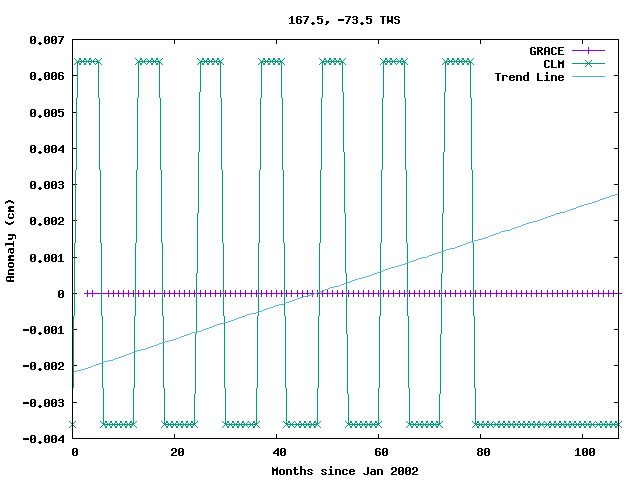 167.5, -73.5 TWS
0.007
0.006
0.005
0.004
0.003
0.002
0.001
0
-0.001
-0.002
-0.003
-0.004
Anomaly (cm)
GRACE
CLM
Trend Line
0 20 40 60 80 100
Months since Jan 2002